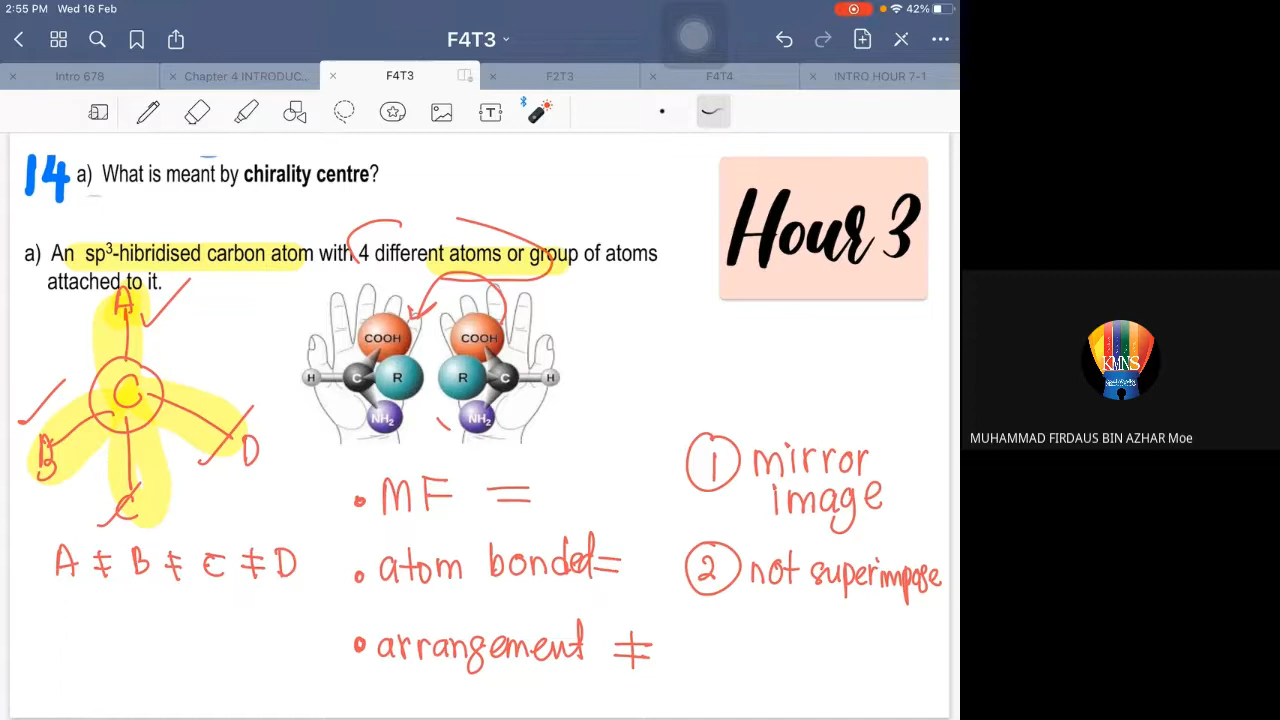 2:55 PM Wed 16 Feb
42%
F4T3
Intro 678
Chapter 4 INTRODUC...
F4T3
F2T3
F4T4
INTRO HOUR 7-1
T
14 a) What is meant by chirality centre?
Hour 3
a) An sp³-hibridised carbon atom with 4 different atoms or group of atoms
attached to it.
A
C
B
D
C
COOH
H
C
R
NH₂
COOH
R
C
H
NH₂
A ≠ B ≠ C ≠ D
• MF =
• atom bonded=
• arrangement ≠
① mirror
image
② not superimpose
KMNS
MUHAMMAD FIRDAUS BIN AZHAR Moe